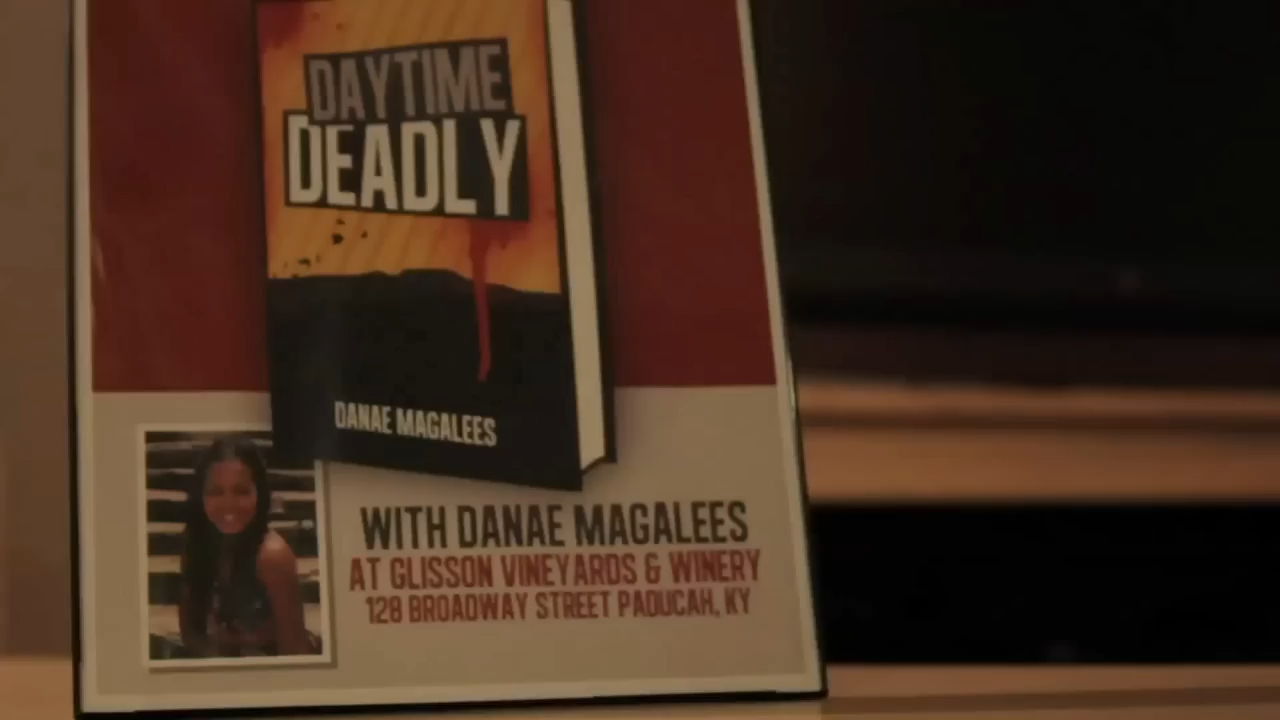 DAYTIME
DEADLY
DANAE MAGALEES
WITH DANAE MAGALEES
AT GLISSON VINEYARDS & WINERY
128 BROADWAY STREET PADUCAH, KY